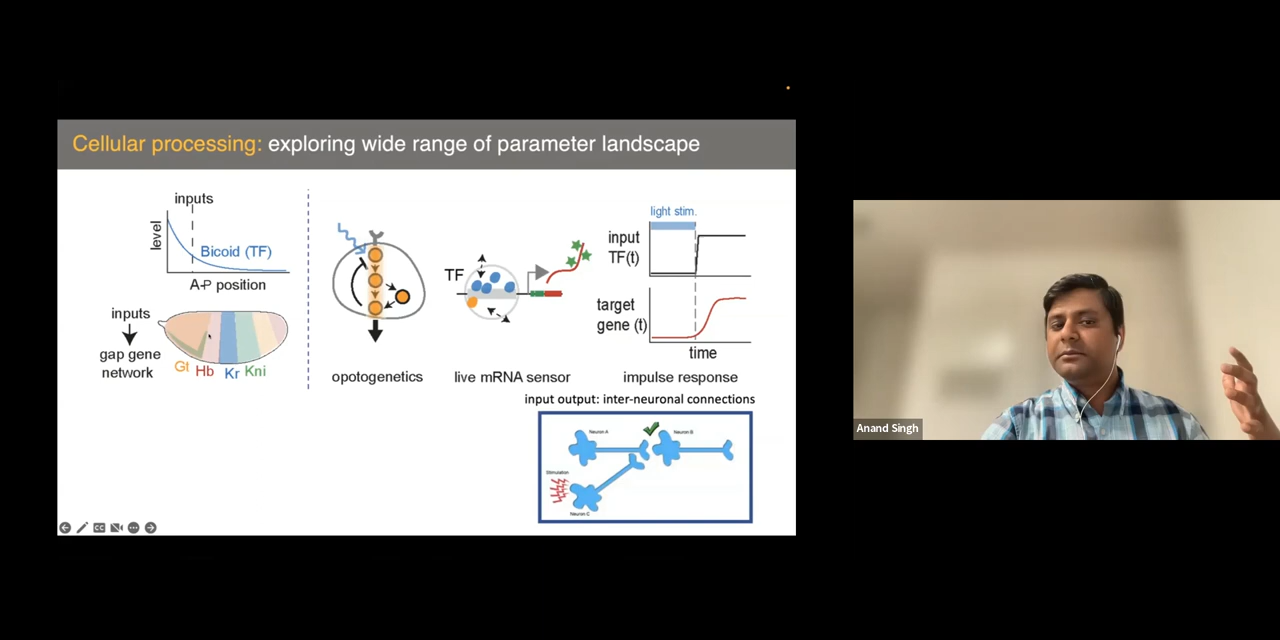 Cellular processing: exploring wide range of parameter landscape
inputs
level
Bicoid (TF)
A-P position
inputs
gap gene
network
Gt Hb Kr Kni
opotogenetics
TF
live mRNA sensor
light stim.
input
TF(t)
target
gene (t)
time
impulse response
input output: inter-neuronal connections
Neuron A
Neuron B
Stimulation
Neuron C
CC
Anand Singh